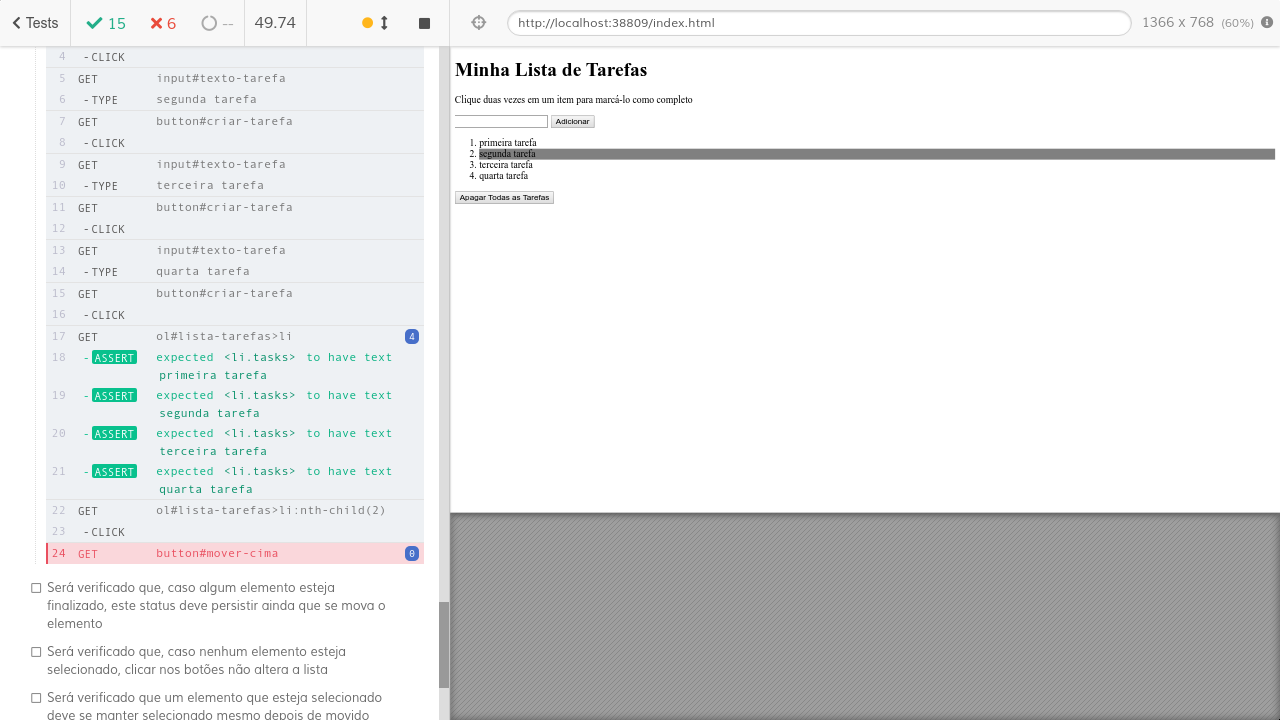 Tests
15
6
--
49.74
http://localhost:38809/index.html
1366 x 768 (60%)
4 -CLICK
5 GET input#texto-tarefa
6 -TYPE segunda tarefa
7 GET button#criar-tarefa
8 -CLICK
9 GET input#texto-tarefa
10 -TYPE terceira tarefa
11 GET button#criar-tarefa
12 -CLICK
13 GET input#texto-tarefa
14 -TYPE quarta tarefa
15 GET button#criar-tarefa
16 -CLICK
17 GET ol#lista-tarefas>li 4
18 -ASSERT expected <li.tasks> to have text
primeira tarefa
19 -ASSERT expected <li.tasks> to have text
segunda tarefa
20 -ASSERT expected <li.tasks> to have text
terceira tarefa
21 -ASSERT expected <li.tasks> to have text
quarta tarefa
22 GET ol#lista-tarefas>li:nth-child(2)
23 -CLICK
24 GET button#mover-cima 0
Será verificado que, caso algum elemento esteja
finalizado, este status deve persistir ainda que se mova o
elemento
Será verificado que, caso nenhum elemento esteja
selecionado, clicar nos botões não altera a lista
Será verificado que um elemento que esteja selecionado
deve se manter selecionado mesmo depois de movido
Minha Lista de Tarefas
Clique duas vezes em um item para marcá-lo como completo
Adicionar
1. primeira tarefa
2. segunda tarefa
3. terceira tarefa
4. quarta tarefa
Apagar Todas as Tarefas